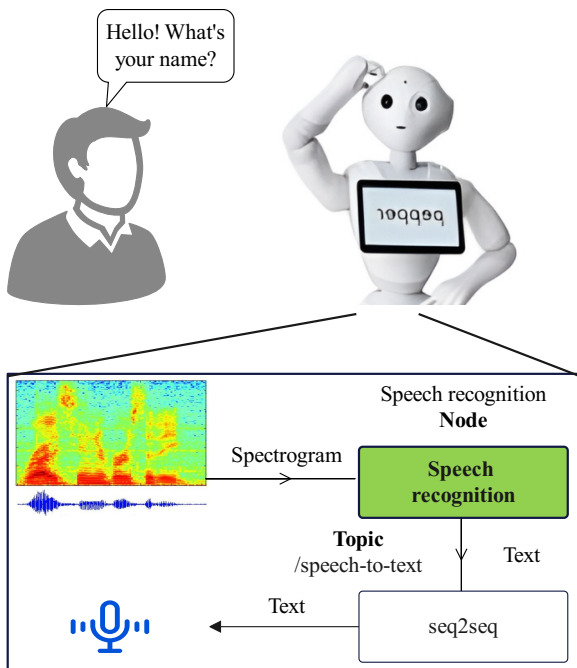 Hello! What's
your name?
pepper
Speech recognition
Node
Spectrogram
Speech
recognition
Topic
/speech-to-text
Text
Text
seq2seq